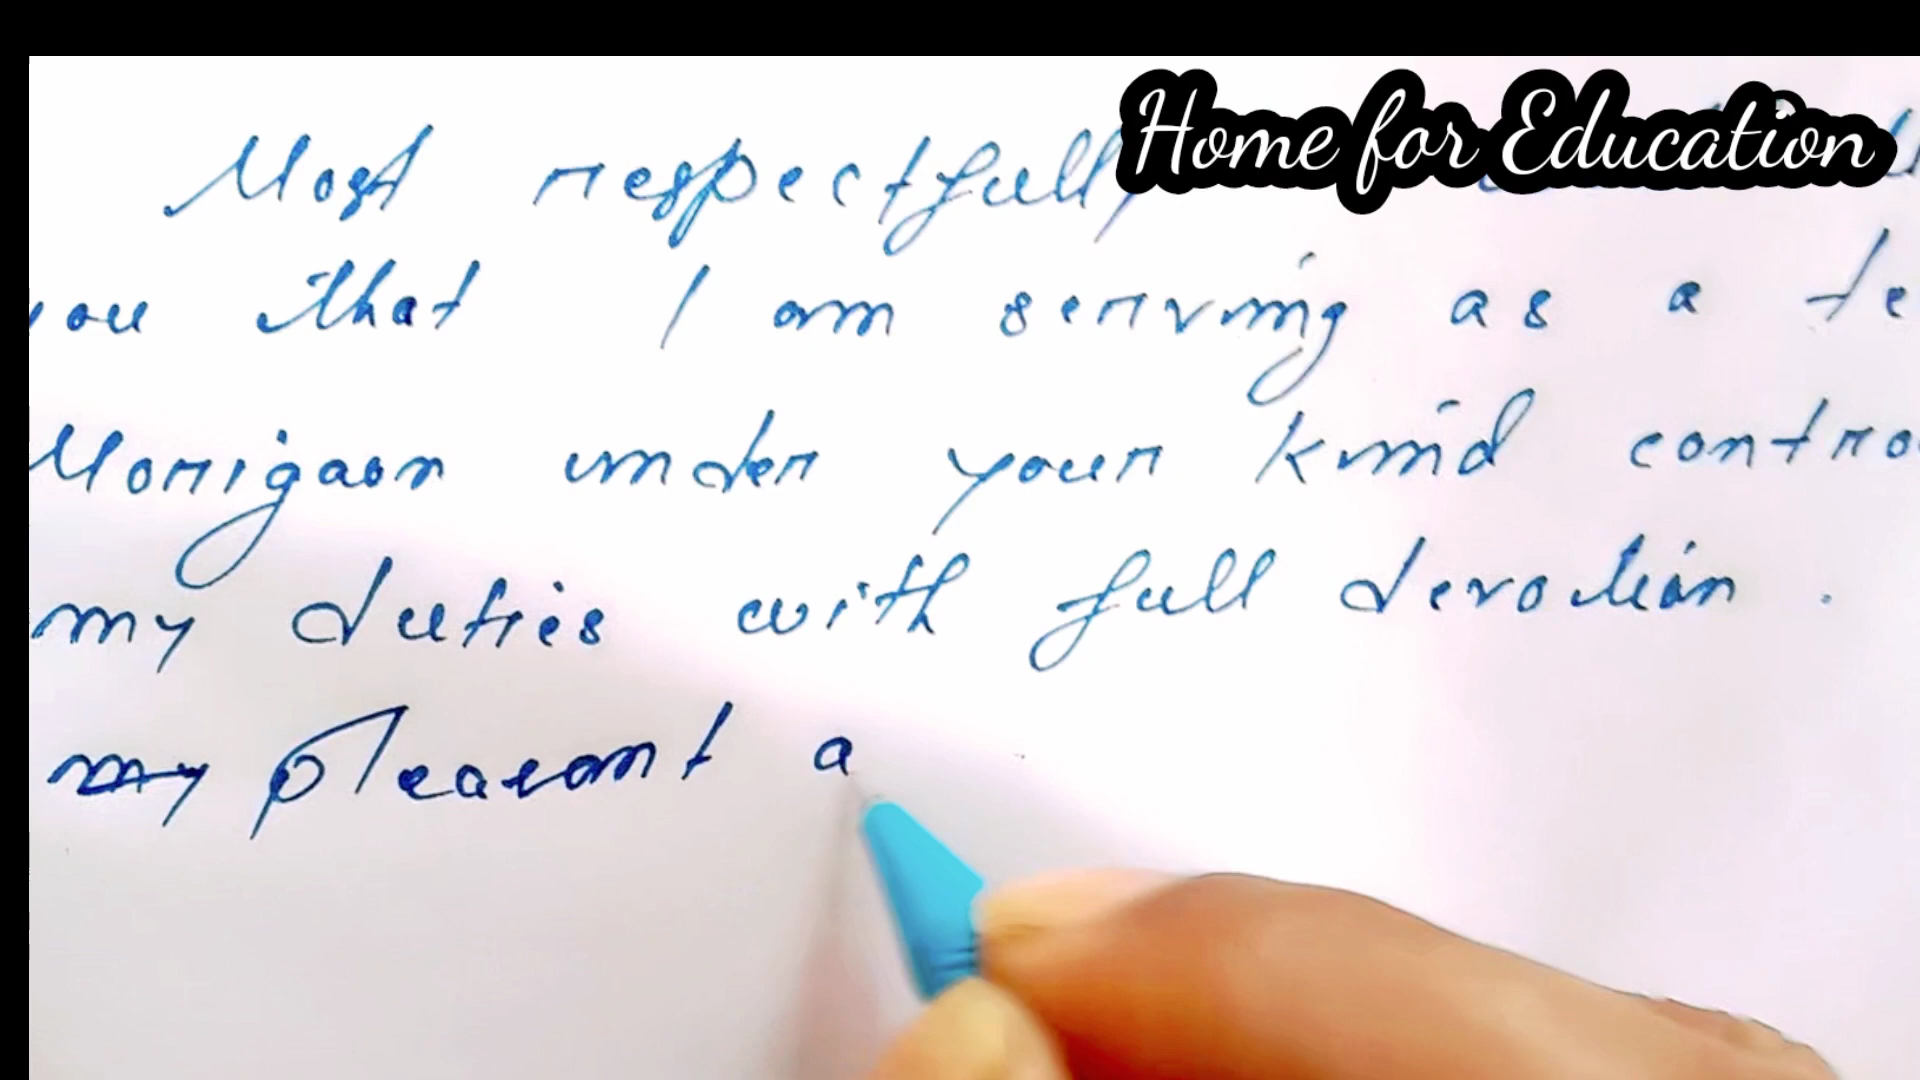 Home for Education
Most respectfully
you that I am serving as a te
Morigaon under your kind contro
my duties with full devotion .
my pleasant a